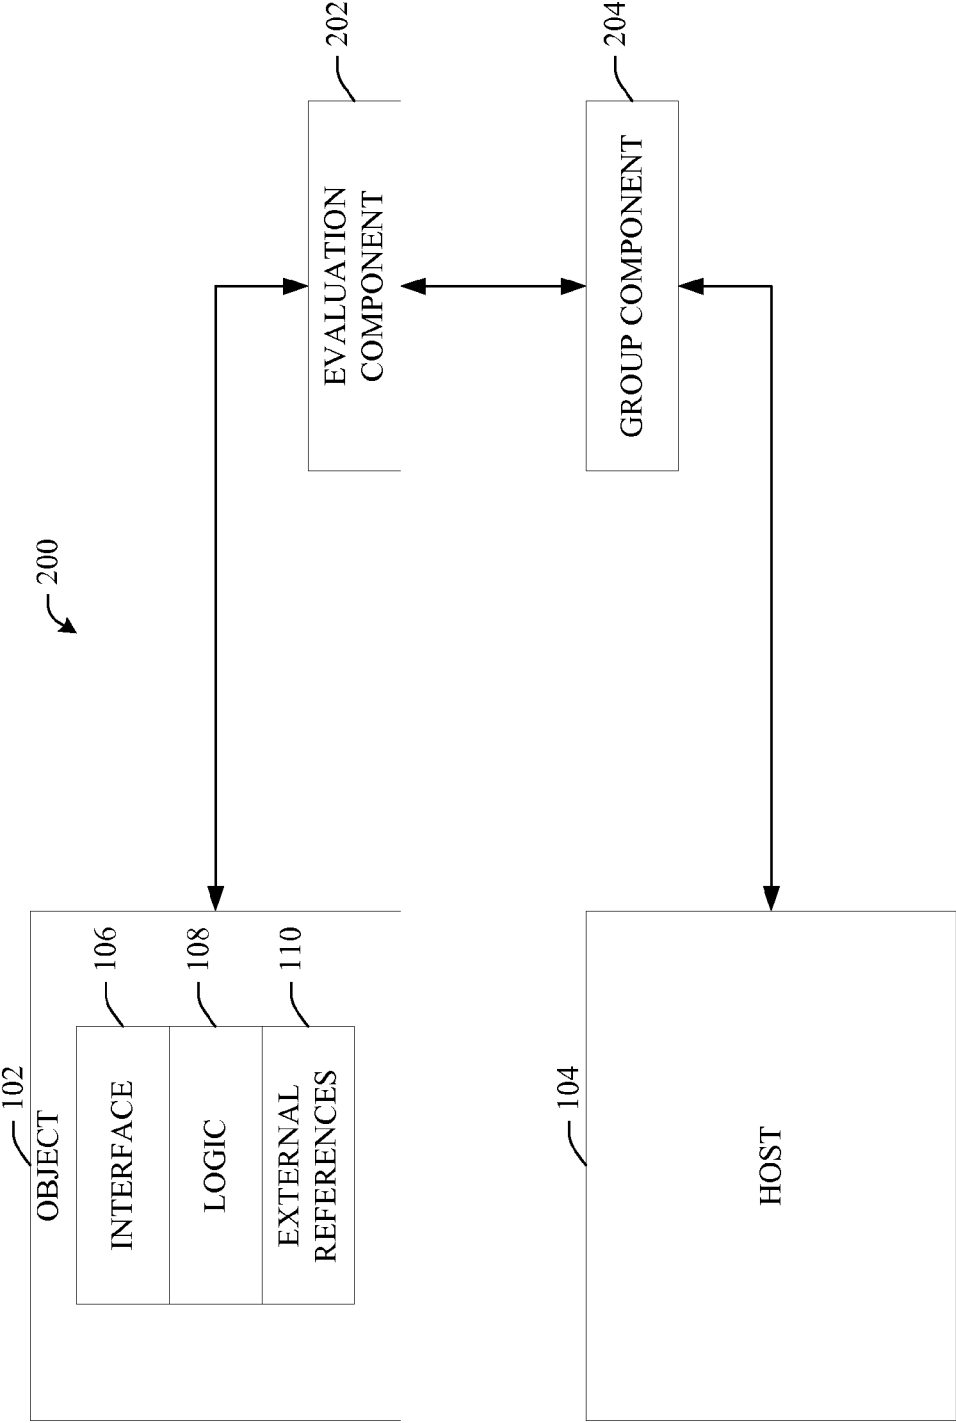 200
102
OBJECT
106
INTERFACE
108
LOGIC
110
EXTERNAL
REFERENCES
202
EVALUATION
COMPONENT
204
GROUP COMPONENT
104
HOST